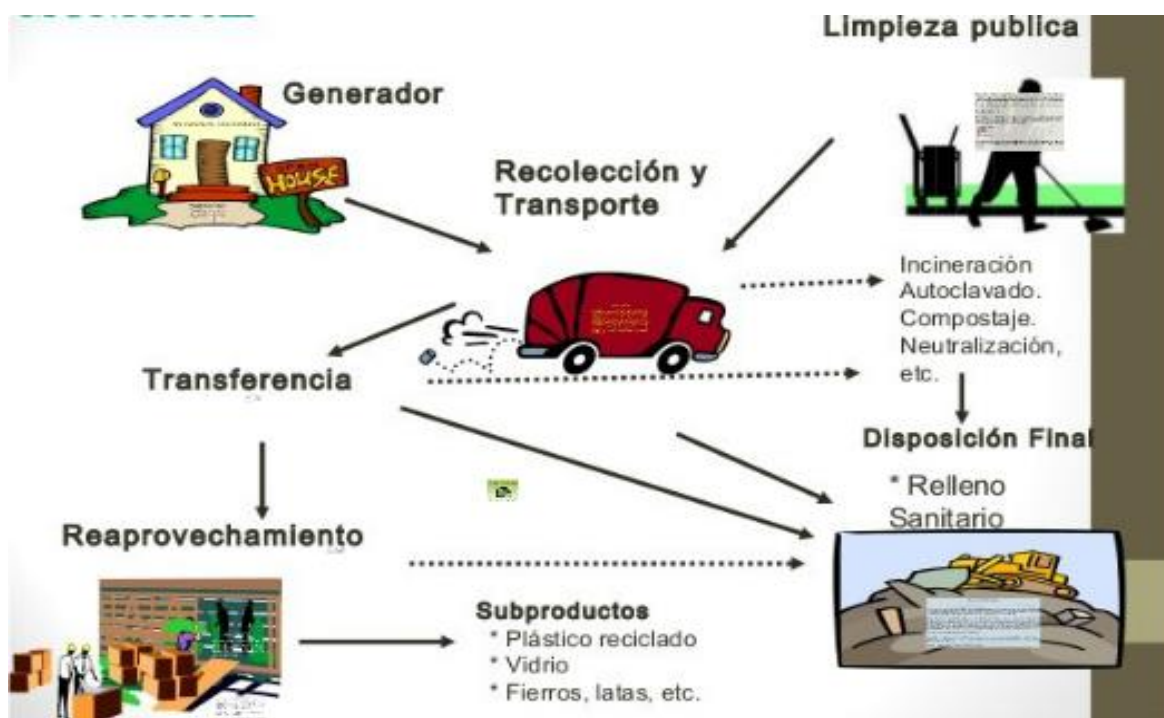 Limpieza publica
Generador
HOUSE
Recolección y
Transporte
Incineración
Autoclavado.
Compostaje.
Neutralización,
etc.
Transferencia
Disposición Final
* Relleno
Sanitario
Reaprovechamiento
Subproductos
* Plástico reciclado
* Vidrio
* Fierros, latas, etc.